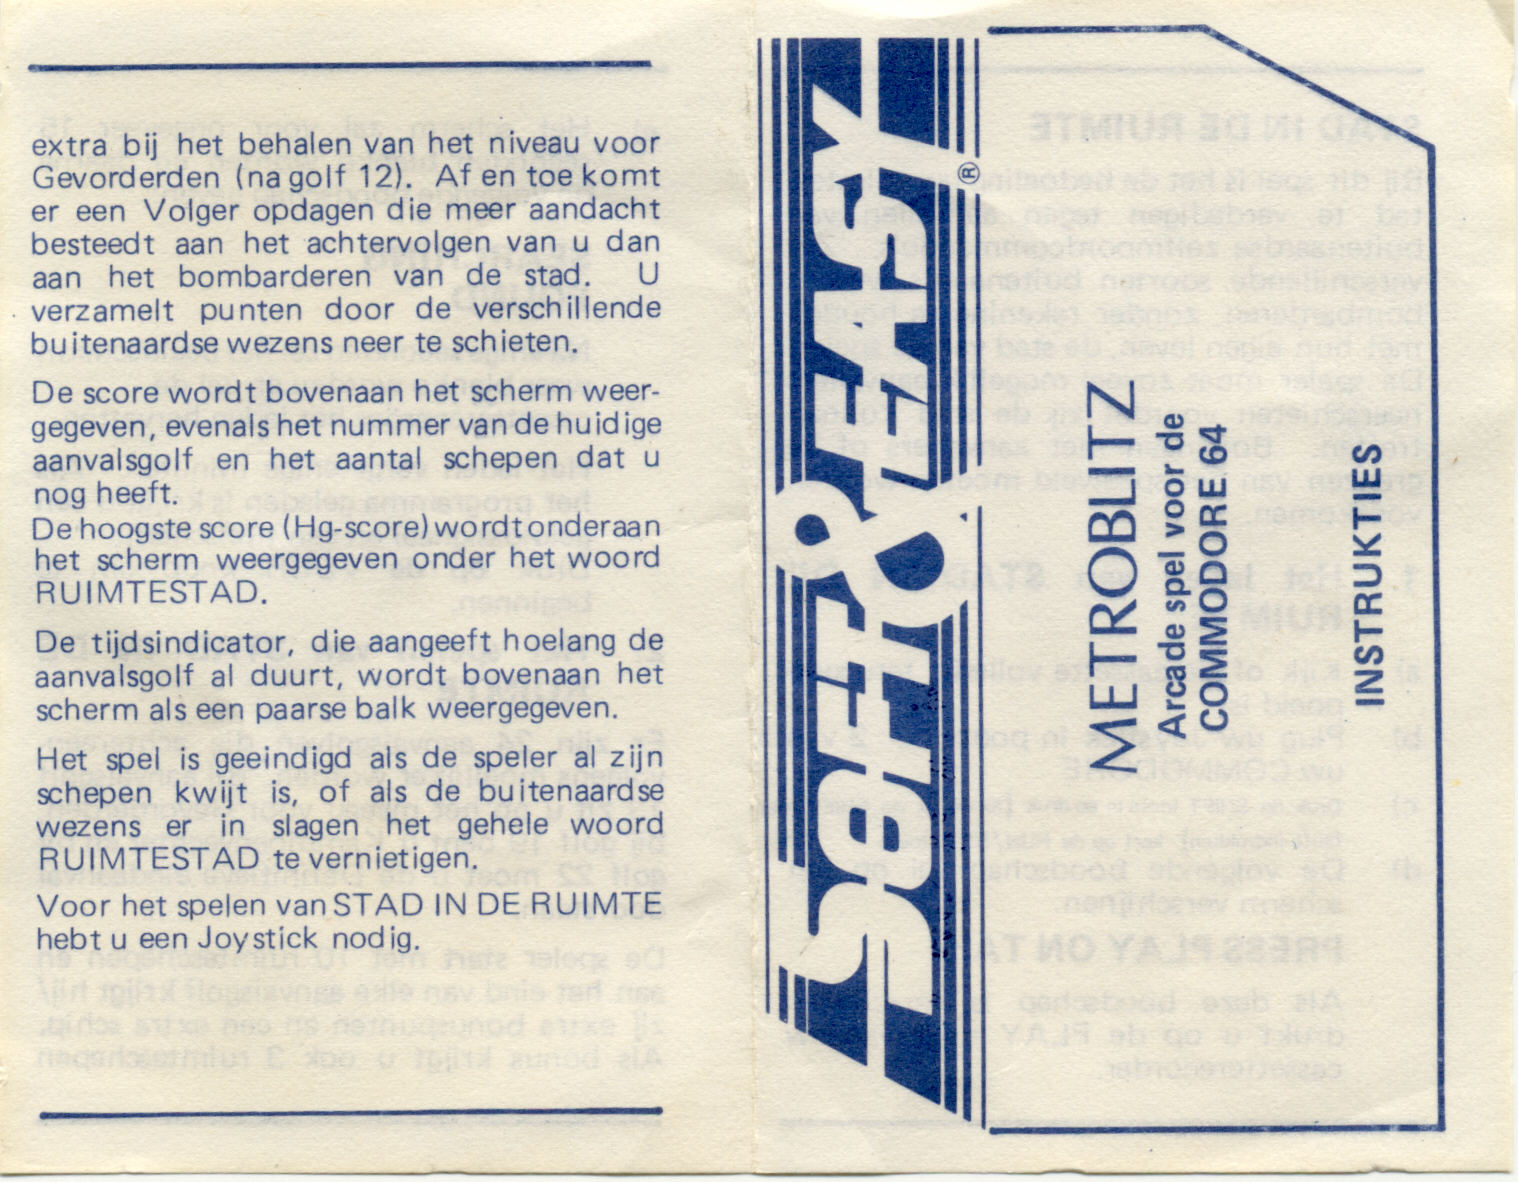 extra bij het behalen van het niveau voor
Gevorderden (na golf 12). Af en toe komt
er een Volger opdagen die meer aandacht
besteedt aan het achtervolgen van u dan
aan het bombarderen van de stad. U
verzamelt punten door de verschillende
buitenaardse wezens neer te schieten.
De score wordt bovenaan het scherm weer-
gegeven, evenals het nummer van de huidige
aanvalsgolf en het aantal schepen dat u
nog heeft.
De hoogste score (Hg-score) wordt onderaan
het scherm weergegeven onder het woord
RUIMTESTAD.
De tijdsindicator, die aangeeft hoelang de
aanvalsgolf al duurt, wordt bovenaan het
scherm als een paarse balk weergegeven.
Het spel is geeindigd als de speler al zijn
schepen kwijt is, of als de buitenaardse
wezens er in slagen het gehele woord
RUIMTESTAD te vernietigen.
Voor het spelen van STAD IN DE RUIMTE
hebt u een Joystick nodig.
SOFT & EASY ®
METROBLITZ
Arcade spel voor de
COMMODORE 64
INSTRUKTIES